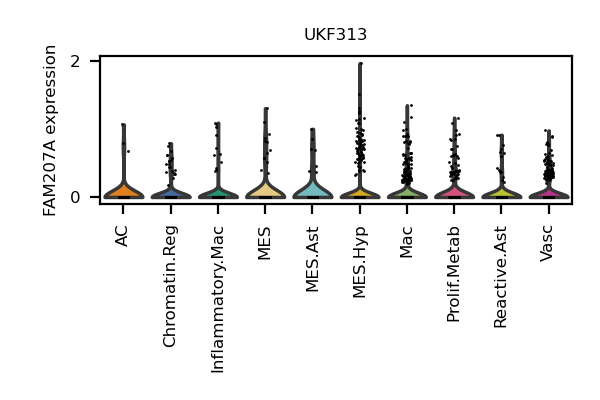 UKF313
FAM207A expression
2
0
AC
Chromatin.Reg
Inflammatory.Mac
MES
MES.Ast
MES.Hyp
Mac
Prolif.Metab
Reactive.Ast
Vasc